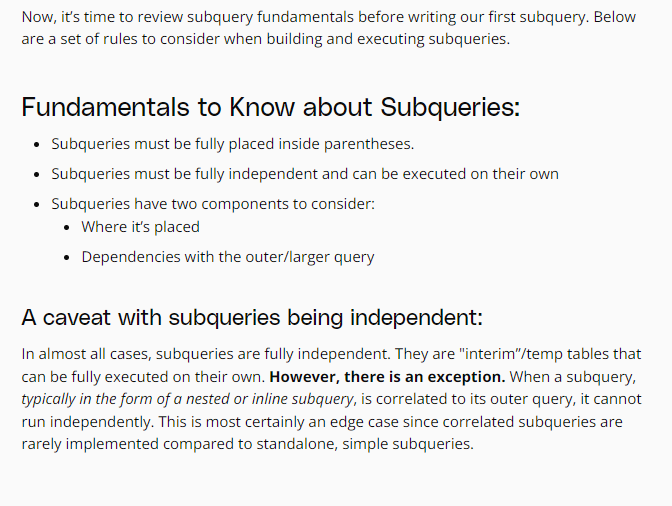 Now, it’s time to review subquery fundamentals before writing our first subquery. Below
are a set of rules to consider when building and executing subqueries.
Fundamentals to Know about Subqueries:
• Subqueries must be fully placed inside parentheses.
• Subqueries must be fully independent and can be executed on their own
• Subqueries have two components to consider:
• Where it’s placed
• Dependencies with the outer/larger query
A caveat with subqueries being independent:
In almost all cases, subqueries are fully independent. They are "interim”/temp tables that
can be fully executed on their own. However, there is an exception. When a subquery,
typically in the form of a nested or inline subquery, is correlated to its outer query, it cannot
run independently. This is most certainly an edge case since correlated subqueries are
rarely implemented compared to standalone, simple subqueries.